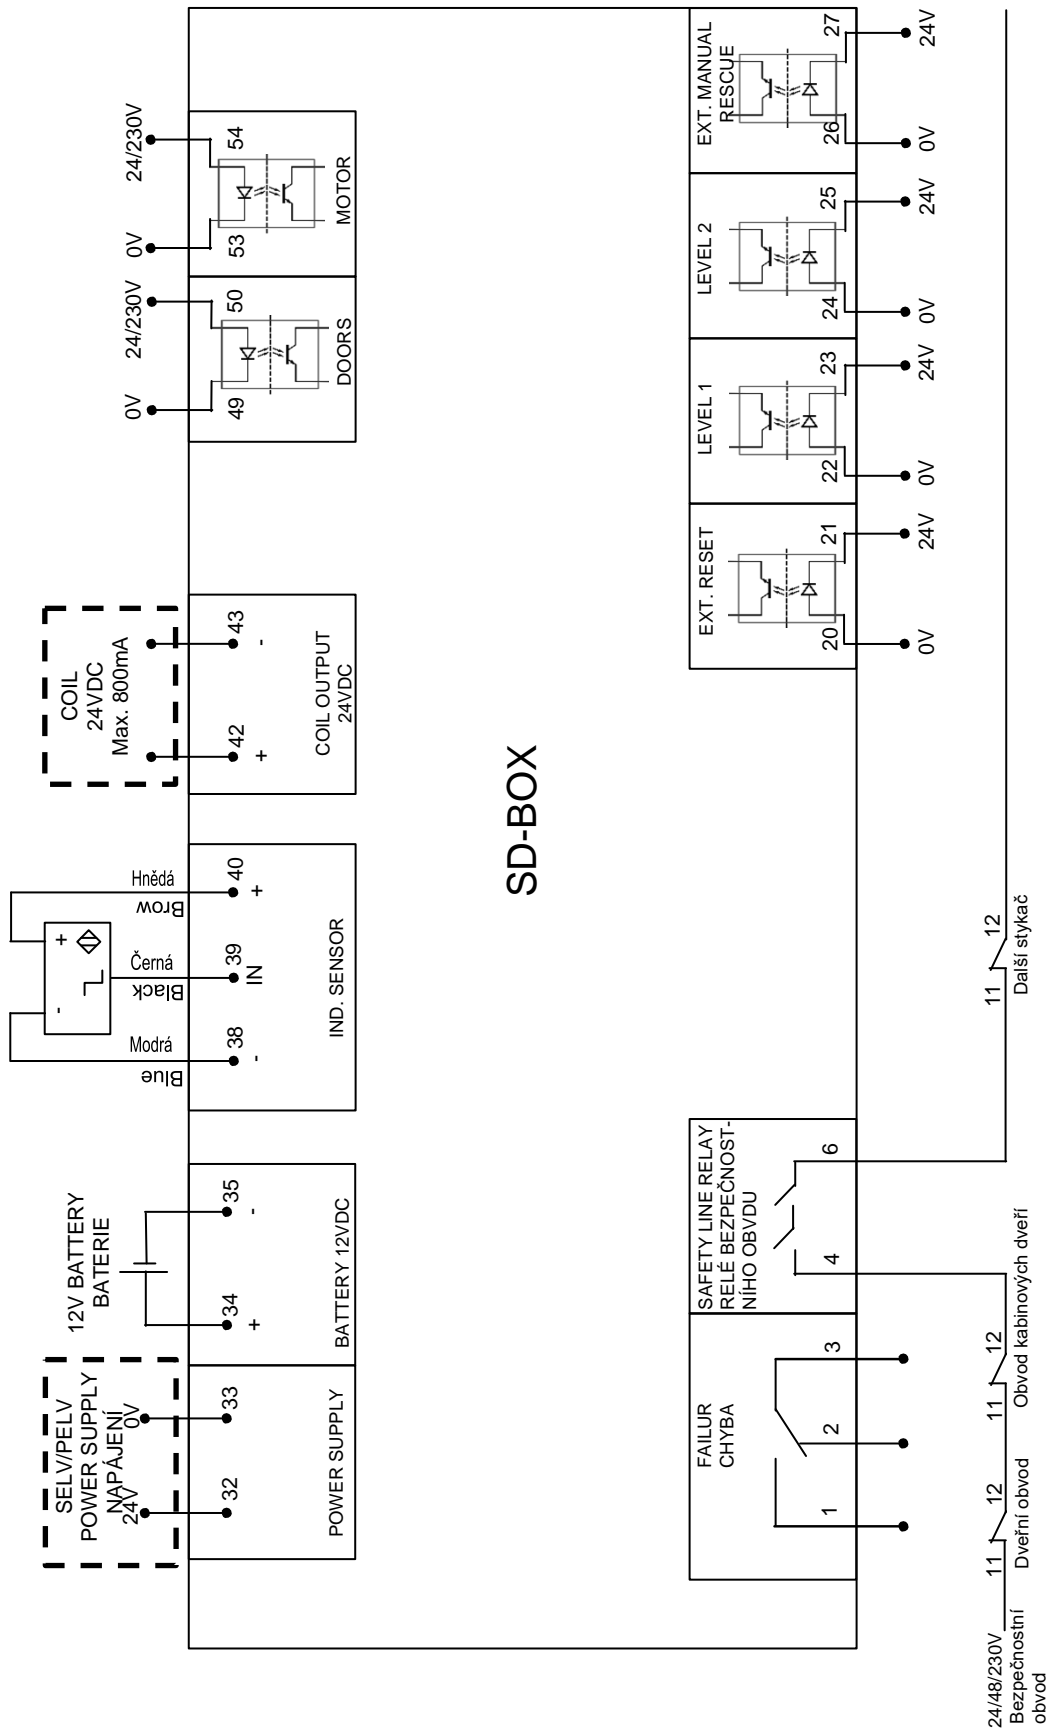 SELV/PELV
POWER SUPPLY
NAPÁJENÍ
24V
0V
32
33
POWER SUPPLY
12V BATTERY
BATERIE
34
35
+
-
BATTERY 12VDC
-
+
Modrá
Blue
Černá
Black
Hnědá
Brow
38
39
40
-
IN
+
IND. SENSOR
COIL
24VDC
Max. 800mA
42
43
+
-
COIL OUTPUT
24VDC
0V
24/230V
49
50
DOORS
0V
24/230V
53
54
MOTOR
SD-BOX
FAILUR
CHYBA
1
2
3
SAFETY LINE RELAY
RELÉ BEZPEČNOST-
NÍHO OBVDU
4
6
EXT. RESET
20
21
0V
24V
LEVEL 1
22
23
0V
24V
LEVEL 2
24
25
0V
24V
EXT. MANUAL
RESCUE
26
27
0V
24V
24/48/230V
Bezpečnostní
obvod
11
12
Dveřní obvod
11
12
Obvod kabinových dveří
11
12
Další stykač